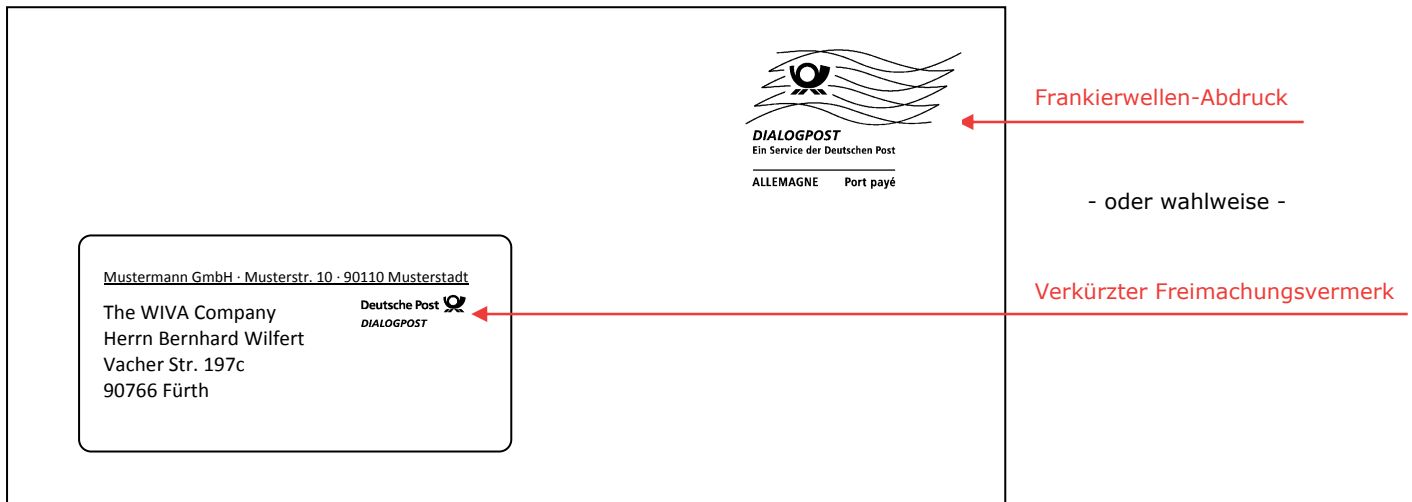 DIALOGPOST
Ein Service der Deutschen Post
ALLEMAGNE Port payé
Frankierwellen-Abdruck
- oder wahlweise -
Verkürzter Freimachungsvermerk
Mustermann GmbH · Musterstr. 10 · 90110 Musterstadt
Deutsche Post
DIALOGPOST
The WIVA Company
Herrn Bernhard Wilfert
Vacher Str. 197c
90766 Fürth